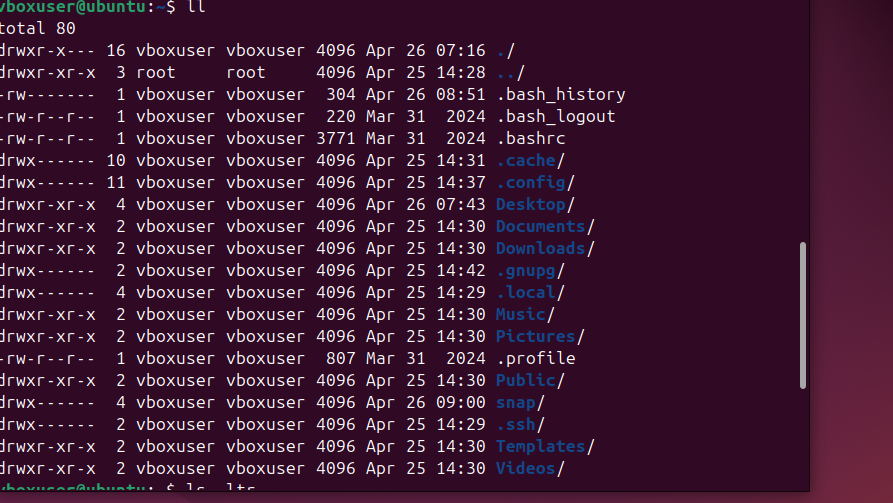 vboxuser@ubuntu:~$ ll
total 80
drwxr-x--- 16 vboxuser vboxuser 4096 Apr 26 07:16 ./
drwxr-xr-x  3 root     root     4096 Apr 25 14:28 ../
-rw-------  1 vboxuser vboxuser  304 Apr 26 08:51 .bash_history
-rw-r--r--  1 vboxuser vboxuser  220 Mar 31  2024 .bash_logout
-rw-r--r--  1 vboxuser vboxuser 3771 Mar 31  2024 .bashrc
drwx------ 10 vboxuser vboxuser 4096 Apr 25 14:31 .cache/
drwx------ 11 vboxuser vboxuser 4096 Apr 25 14:37 .config/
drwxr-xr-x  4 vboxuser vboxuser 4096 Apr 26 07:43 Desktop/
drwxr-xr-x  2 vboxuser vboxuser 4096 Apr 25 14:30 Documents/
drwxr-xr-x  2 vboxuser vboxuser 4096 Apr 25 14:30 Downloads/
drwx------  2 vboxuser vboxuser 4096 Apr 25 14:42 .gnupg/
drwx------  4 vboxuser vboxuser 4096 Apr 25 14:29 .local/
drwxr-xr-x  2 vboxuser vboxuser 4096 Apr 25 14:30 Music/
drwxr-xr-x  2 vboxuser vboxuser 4096 Apr 25 14:30 Pictures/
-rw-r--r--  1 vboxuser vboxuser  807 Mar 31  2024 .profile
drwxr-xr-x  2 vboxuser vboxuser 4096 Apr 25 14:30 Public/
drwx------  4 vboxuser vboxuser 4096 Apr 26 09:00 snap/
drwx------  2 vboxuser vboxuser 4096 Apr 25 14:29 .ssh/
drwxr-xr-x  2 vboxuser vboxuser 4096 Apr 25 14:30 Templates/
drwxr-xr-x  2 vboxuser vboxuser 4096 Apr 25 14:30 Videos/
vboxuser@ubuntu:~$ ls -ltr